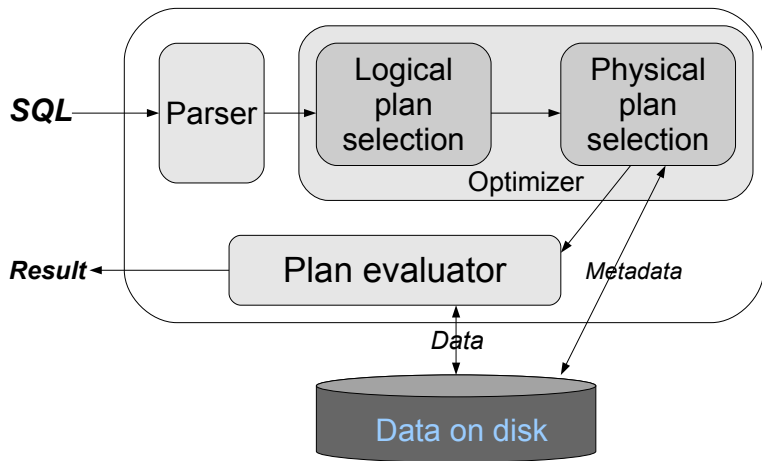 SQL
Parser
Logical
plan
selection
Physical
plan
selection
Optimizer
Result
Plan evaluator
Metadata
Data
Data on disk